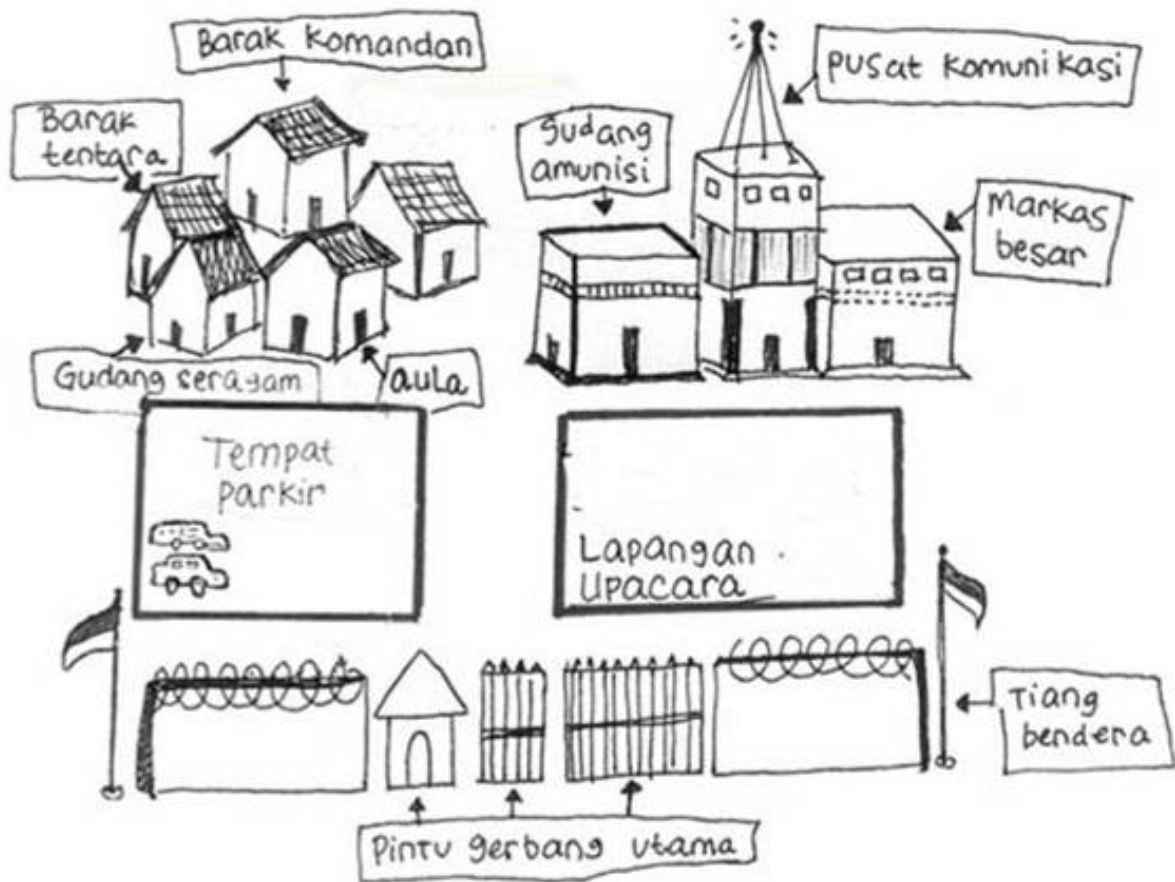 Barak Komandan
Pusat Komunikasi
Barak
tentara
Gudang
amunisi
Markas
besar
Gudang seragam
aula
Tempat
parkir
Lapangan
Upacara
Tiang
bendera
Pintu gerbang utama